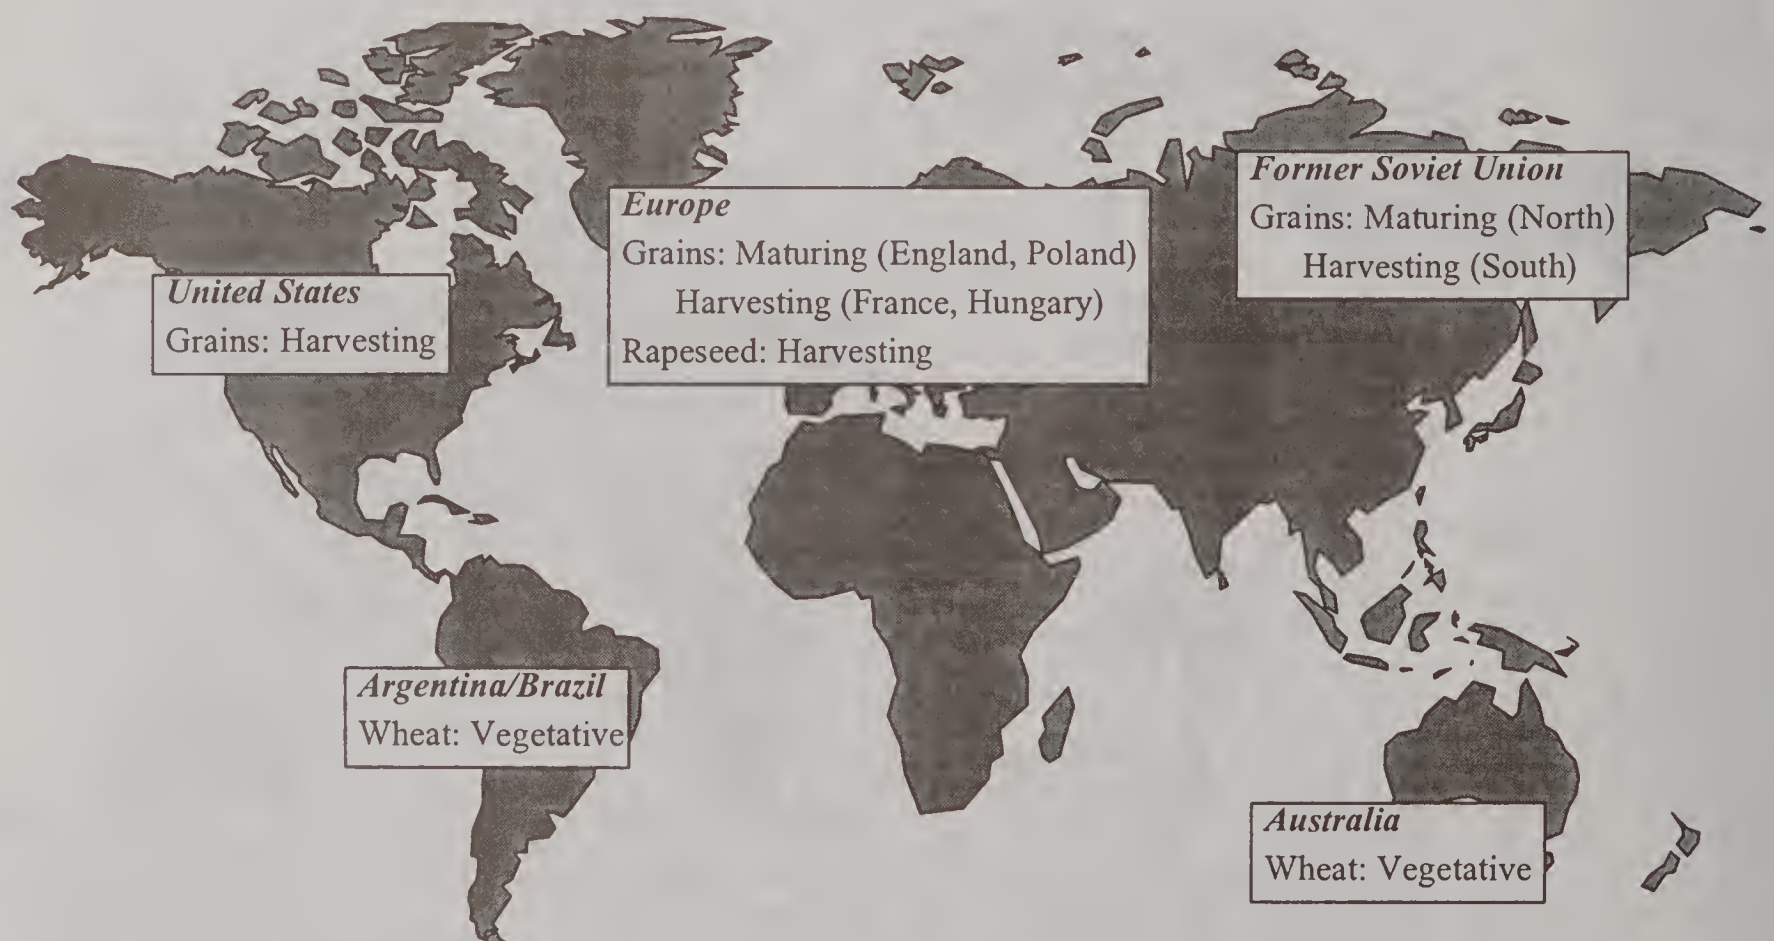 Former Soviet Union
Grains: Maturing (North)
Harvesting (South)
Europe
Grains: Maturing (England, Poland)
Harvesting (France, Hungary)
Rapeseed: Harvesting
United States
Grains: Harvesting
Argentina/Brazil
Wheat: Vegetative
Australia
Wheat: Vegetative